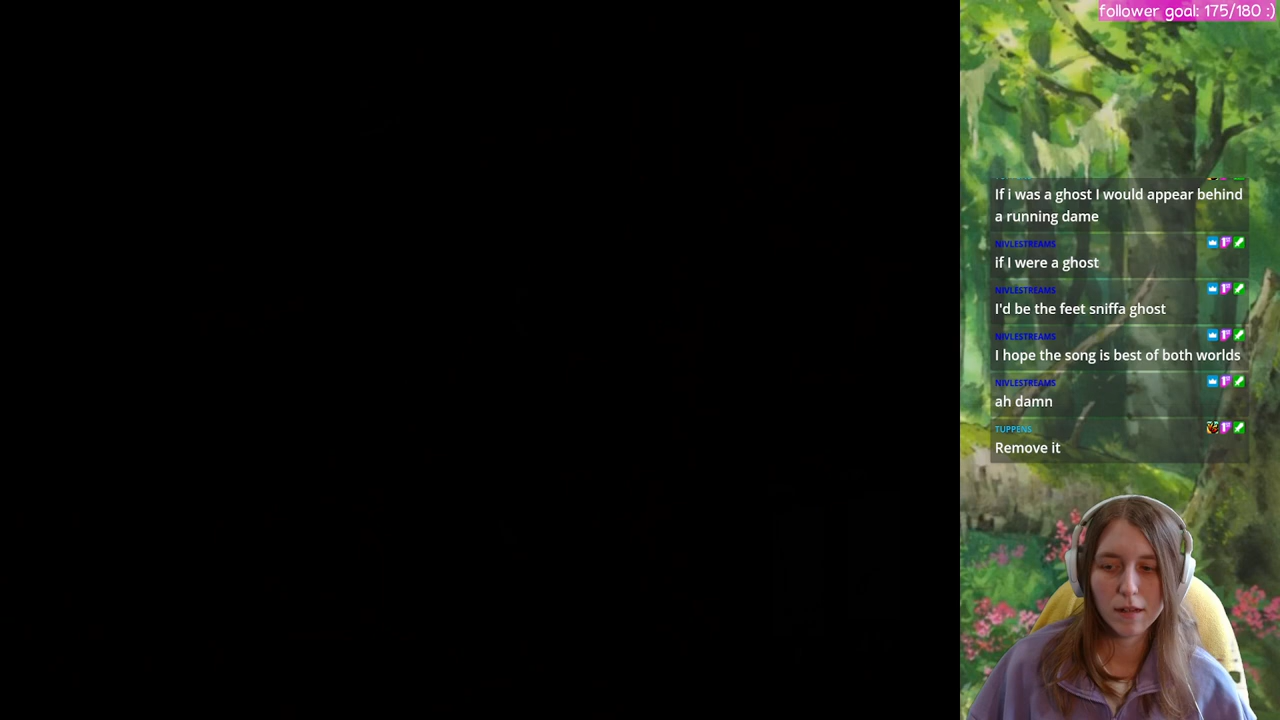 follower goal: 175/180 :)
If i was a ghost I would appear behind
a running dame
NIVLESTREAMS
if I were a ghost
NIVLESTREAMS
I'd be the feet sniffa ghost
NIVLESTREAMS
I hope the song is best of both worlds
NIVLESTREAMS
ah damn
TUPPENS
Remove it